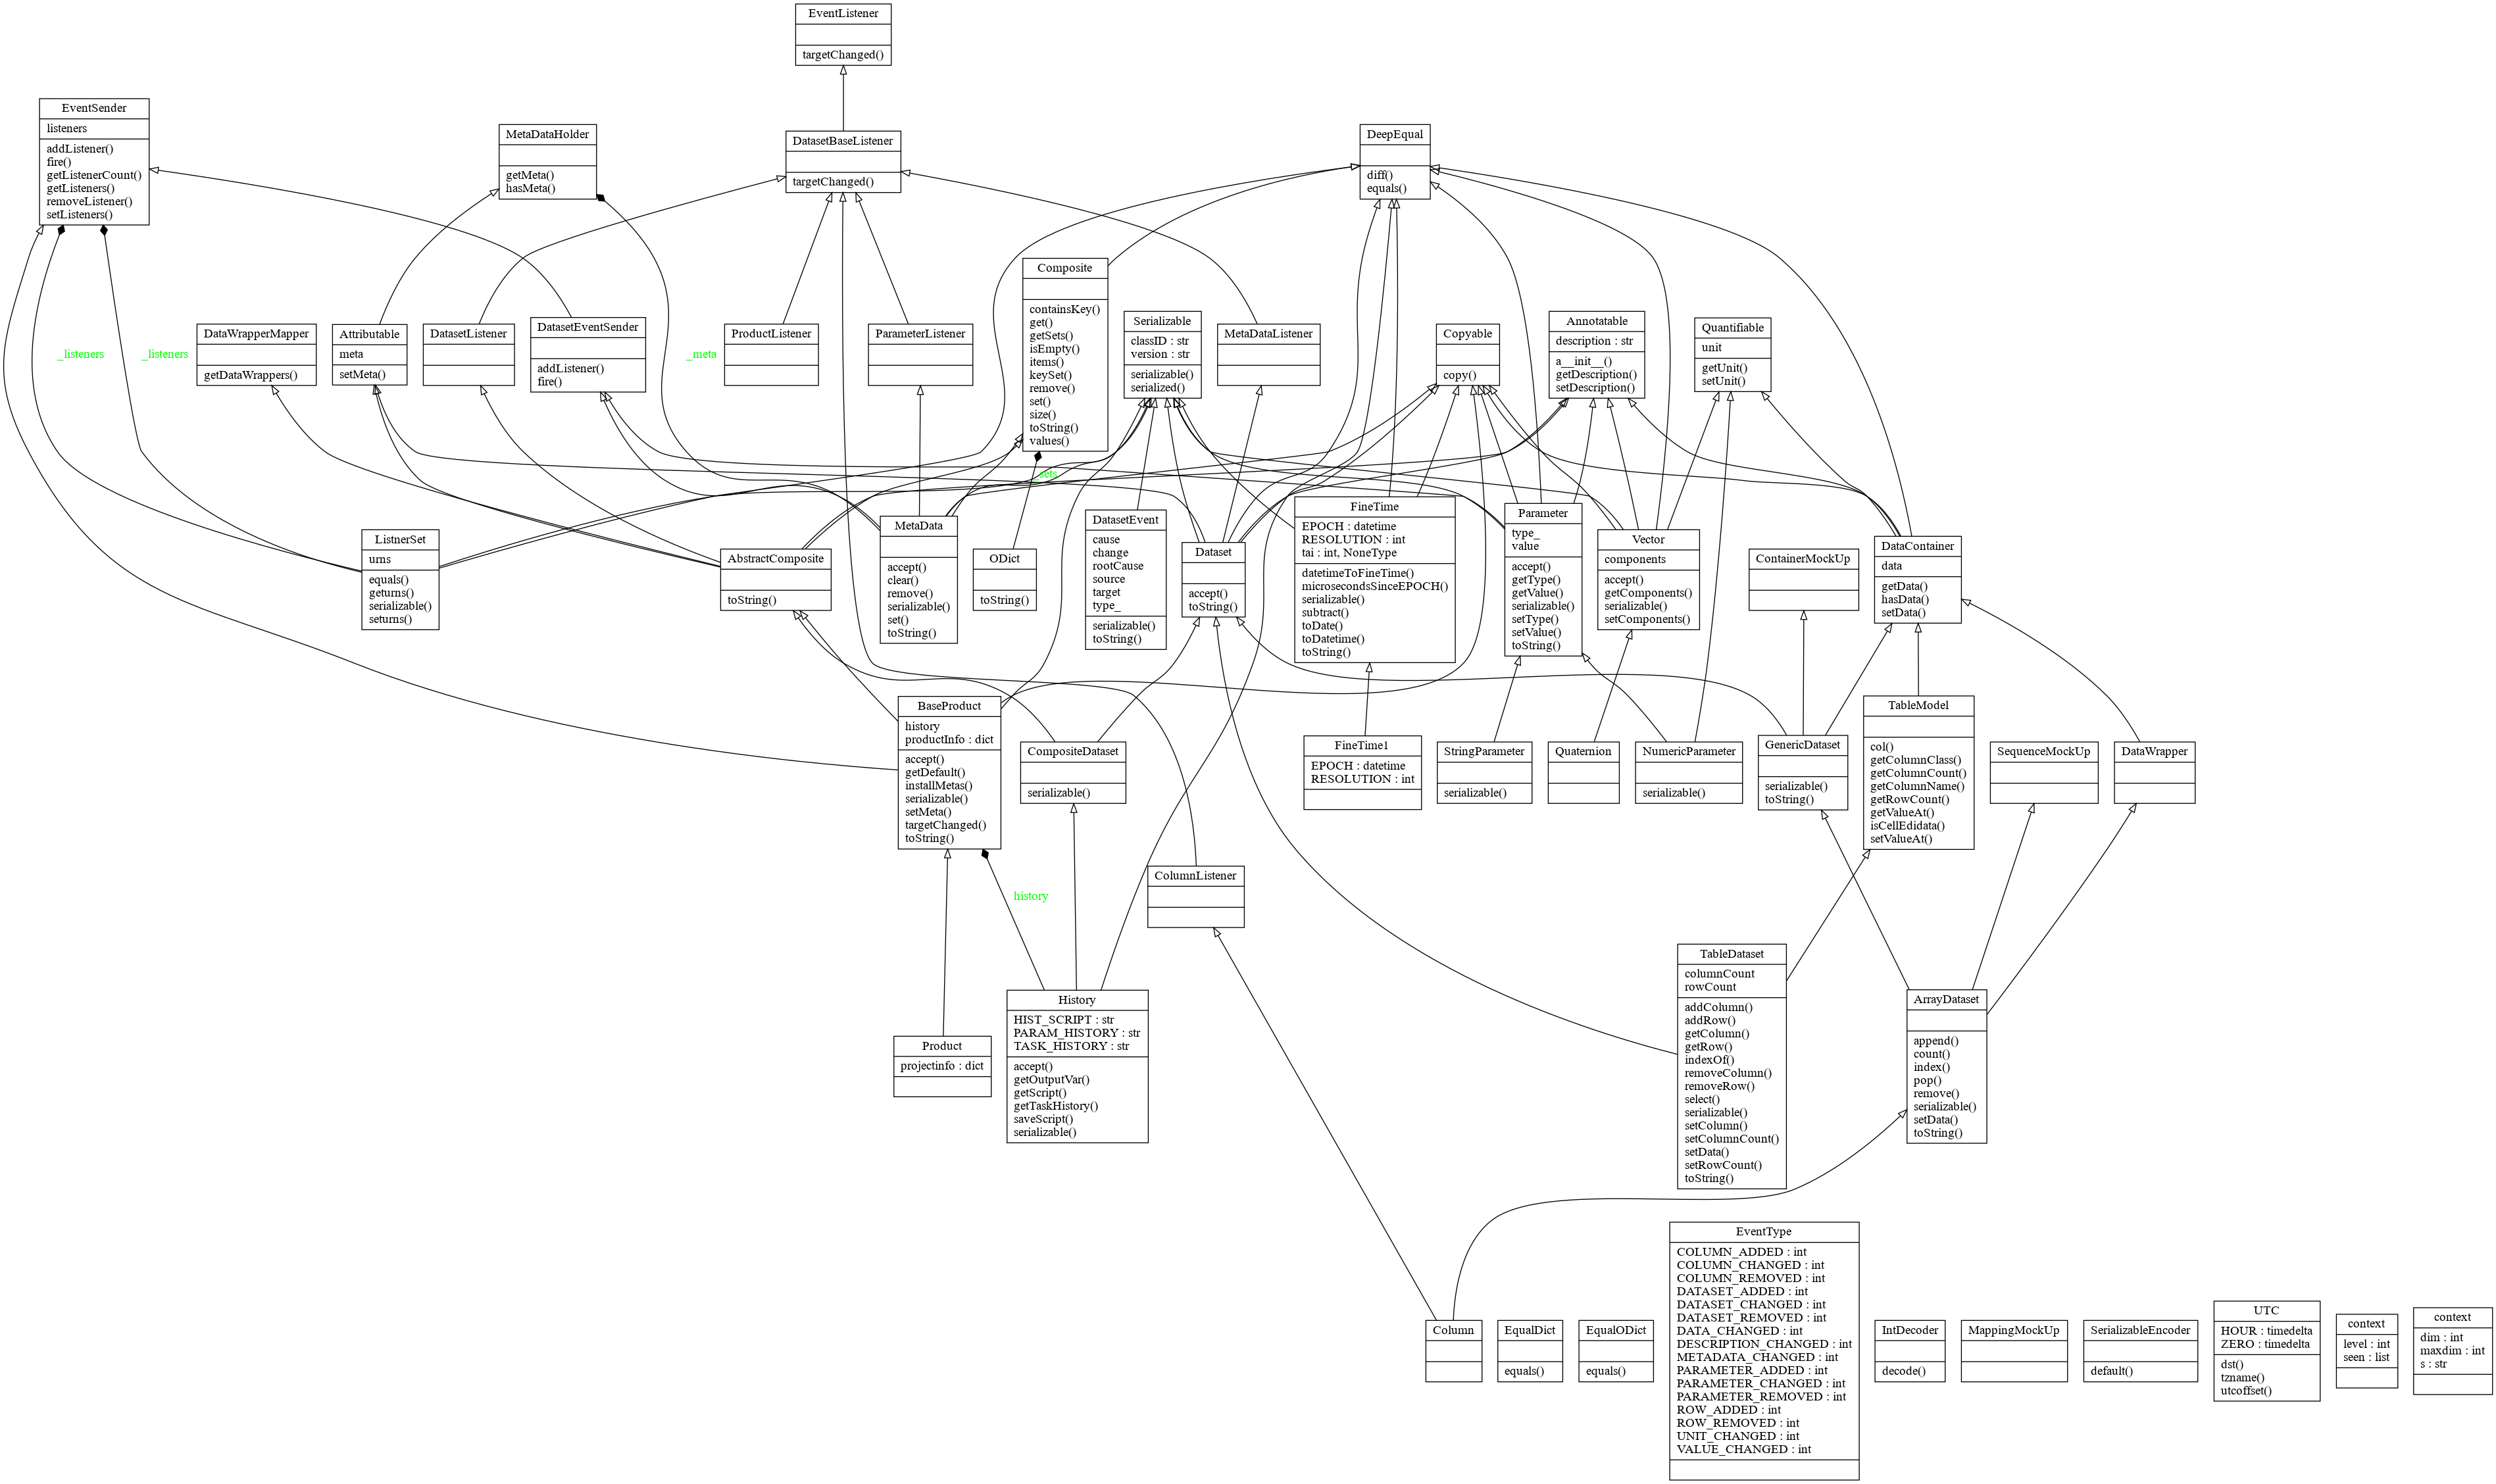 EventListener
targetChanged()
EventSender
listeners
addListener()
fire()
getListenerCount()
getListeners()
removeListener()
setListeners()
MetaDataHolder
getMeta()
hasMeta()
DatasetBaseListener
targetChanged()
DeepEqual
diff()
equals()
_listeners
_listeners
DataWrapperMapper
getDataWrappers()
Attributable
meta
setMeta()
DatasetListener
DatasetEventSender
addListener()
fire()
_meta
ProductListener
ParameterListener
Composite
containsKey()
get()
getSets()
isEmpty()
items()
keySet()
remove()
set()
size()
toString()
values()
Serializable
classID : str
version : str
serializable()
serialized()
MetaDataListener
Copyable
copy()
Annotatable
description : str
a__init__()
getDescription()
setDescription()
Quantifiable
unit
getUnit()
setUnit()
_sets
ListnerSet
urns
equals()
geturns()
serializable()
seturns()
AbstractComposite
toString()
MetaData
accept()
clear()
remove()
serializable()
set()
toString()
ODict
toString()
DatasetEvent
cause
change
rootCause
source
target
type_
serializable()
toString()
Dataset
accept()
toString()
FineTime
EPOCH : datetime
RESOLUTION : int
tai : int, NoneType
datetimeToFineTime()
microsecondsSinceEPOCH()
serializable()
subtract()
toDate()
toDatetime()
toString()
Parameter
type_
value
accept()
getType()
getValue()
serializable()
setType()
setValue()
toString()
Vector
components
accept()
getComponents()
serializable()
setComponents()
ContainerMockUp
DataContainer
data
getData()
hasData()
setData()
BaseProduct
history
productInfo : dict
accept()
getDefault()
installMetas()
serializable()
setMeta()
targetChanged()
toString()
CompositeDataset
serializable()
FineTime1
EPOCH : datetime
RESOLUTION : int
StringParameter
serializable()
Quaternion
NumericParameter
serializable()
GenericDataset
serializable()
toString()
TableModel
col()
getColumnClass()
getColumnCount()
getColumnName()
getRowCount()
getValueAt()
isCellEdidata()
setValueAt()
SequenceMockUp
DataWrapper
history
ColumnListener
Product
projectinfo : dict
History
HIST_SCRIPT : str
PARAM_HISTORY : str
TASK_HISTORY : str
accept()
getOutputVar()
getScript()
getTaskHistory()
saveScript()
serializable()
TableDataset
columnCount
rowCount
addColumn()
addRow()
getColumn()
getRow()
indexOf()
removeColumn()
removeRow()
select()
serializable()
setColumn()
setColumnCount()
setData()
setRowCount()
toString()
ArrayDataset
append()
count()
index()
pop()
remove()
serializable()
setData()
toString()
Column
EqualDict
equals()
EqualODict
equals()
EventType
COLUMN_ADDED : int
COLUMN_CHANGED : int
COLUMN_REMOVED : int
DATASET_ADDED : int
DATASET_CHANGED : int
DATASET_REMOVED : int
DATA_CHANGED : int
DESCRIPTION_CHANGED : int
METADATA_CHANGED : int
PARAMETER_ADDED : int
PARAMETER_CHANGED : int
PARAMETER_REMOVED : int
ROW_ADDED : int
ROW_REMOVED : int
UNIT_CHANGED : int
VALUE_CHANGED : int
IntDecoder
decode()
MappingMockUp
SerializableEncoder
default()
UTC
HOUR : timedelta
ZERO : timedelta
dst()
tzname()
utcoffset()
context
level : int
seen : list
context
dim : int
maxdim : int
s : str